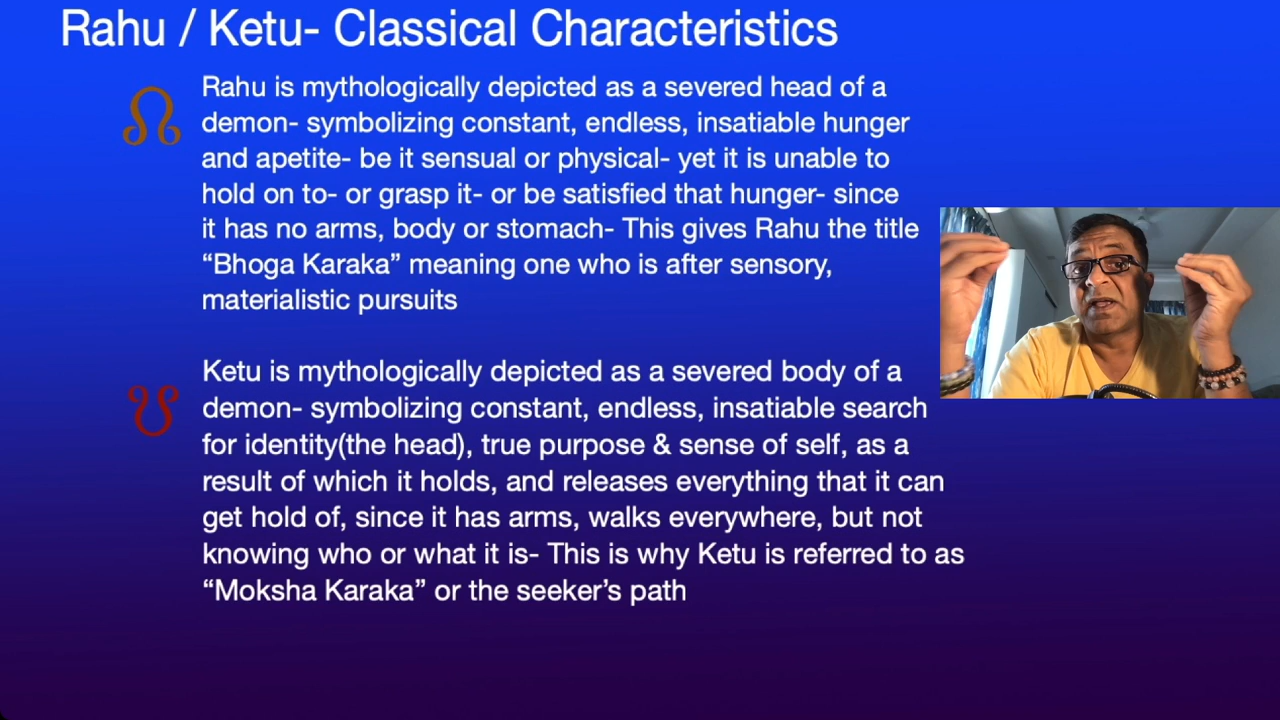 Rahu / Ketu- Classical Characteristics
Rahu is mythologically depicted as a severed head of a
demon- symbolizing constant, endless, insatiable hunger
and apetite- be it sensual or physical- yet it is unable to
hold on to- or grasp it- or be satisfied that hunger- since
it has no arms, body or stomach- This gives Rahu the title
“Bhoga Karaka” meaning one who is after sensory,
materialistic pursuits
Ketu is mythologically depicted as a severed body of a
demon- symbolizing constant, endless, insatiable search
for identity(the head), true purpose & sense of self, as a
result of which it holds, and releases everything that it can
get hold of, since it has arms, walks everywhere, but not
knowing who or what it is- This is why Ketu is referred to as
“Moksha Karaka” or the seeker’s path